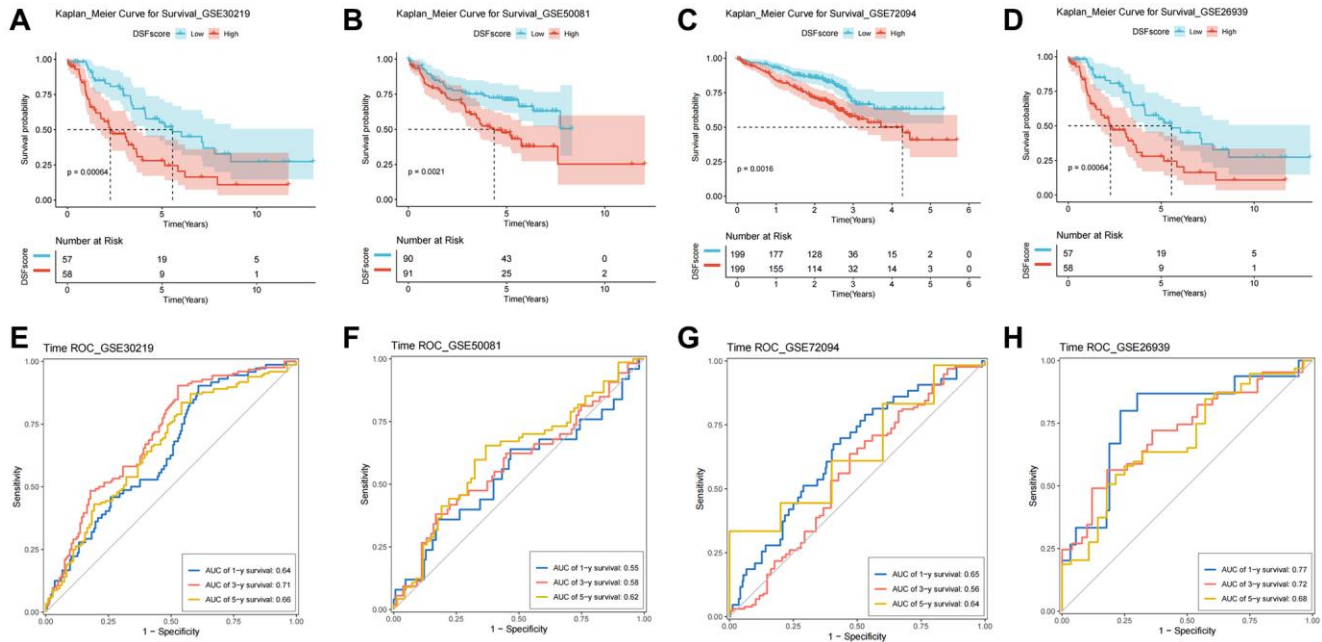 A
Kaplan_Meier Curve for Survival_GSE30219
DSFscore Low High
Survival probability
1.00
0.75
0.50
0.25
0.00
p = 0.00064
0 5 10
Time(Years)
Number at Risk
DSFscore
57 19 5
58 9 1
0 5 10
Time(Years)
B
Kaplan_Meier Curve for Survival_GSE50081
DSFscore Low High
Survival probability
1.00
0.75
0.50
0.25
0.00
p = 0.0021
0 5 10
Time(Years)
Number at Risk
DSFscore
90 43 0
91 25 2
0 5 10
Time(Years)
C
Kaplan_Meier Curve for Survival_GSE72094
DSFscore Low High
Survival probability
1.00
0.75
0.50
0.25
0.00
p = 0.0016
0 1 2 3 4 5 6
Time(Years)
Number at Risk
DSFscore
199 177 128 36 15 2 0
199 155 114 32 14 3 0
0 1 2 3 4 5 6
Time(Years)
D
Kaplan_Meier Curve for Survival_GSE26939
DSFscore Low High
Survival probability
1.00
0.75
0.50
0.25
0.00
p = 0.00064
0 5 10
Time(Years)
Number at Risk
DSFscore
57 19 5
58 9 1
0 5 10
Time(Years)
E
Time ROC_GSE30219
Sensitivity
1.00
0.75
0.50
0.25
0.00
AUC of 1-y survival: 0.64
AUC of 3-y survival: 0.71
AUC of 5-y survival: 0.66
0.00 0.25 0.50 0.75 1.00
1 - Specificity
F
Time ROC_GSE50081
Sensitivity
1.00
0.75
0.50
0.25
0.00
AUC of 1-y survival: 0.55
AUC of 3-y survival: 0.58
AUC of 5-y survival: 0.62
0.00 0.25 0.50 0.75 1.00
1 - Specificity
G
Time ROC_GSE72094
Sensitivity
1.00
0.75
0.50
0.25
0.00
AUC of 1-y survival: 0.65
AUC of 3-y survival: 0.56
AUC of 5-y survival: 0.64
0.00 0.25 0.50 0.75 1.00
1 - Specificity
H
Time ROC_GSE26939
Sensitivity
1.00
0.75
0.50
0.25
0.00
AUC of 1-y survival: 0.77
AUC of 3-y survival: 0.72
AUC of 5-y survival: 0.68
0.00 0.25 0.50 0.75 1.00
1 - Specificity